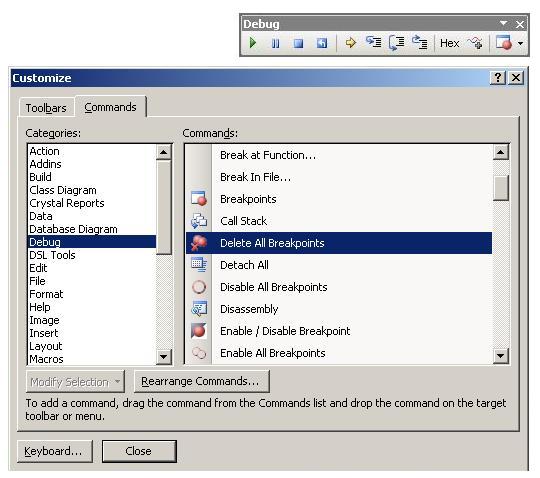 Debug
Hex
Customize
Toolbars
Commands
Categories:
Action
Addins
Build
Class Diagram
Crystal Reports
Data
Database Diagram
Debug
DSL Tools
Edit
File
Format
Help
Image
Insert
Layout
Macros
Commands:
Break at Function...
Break In File...
Breakpoints
Call Stack
Delete All Breakpoints
Detach All
Disable All Breakpoints
Disassembly
Enable / Disable Breakpoint
Enable All Breakpoints
Modify Selection
Rearrange Commands...
To add a command, drag the command from the Commands list and drop the command on the target
toolbar or menu.
Keyboard...
Close